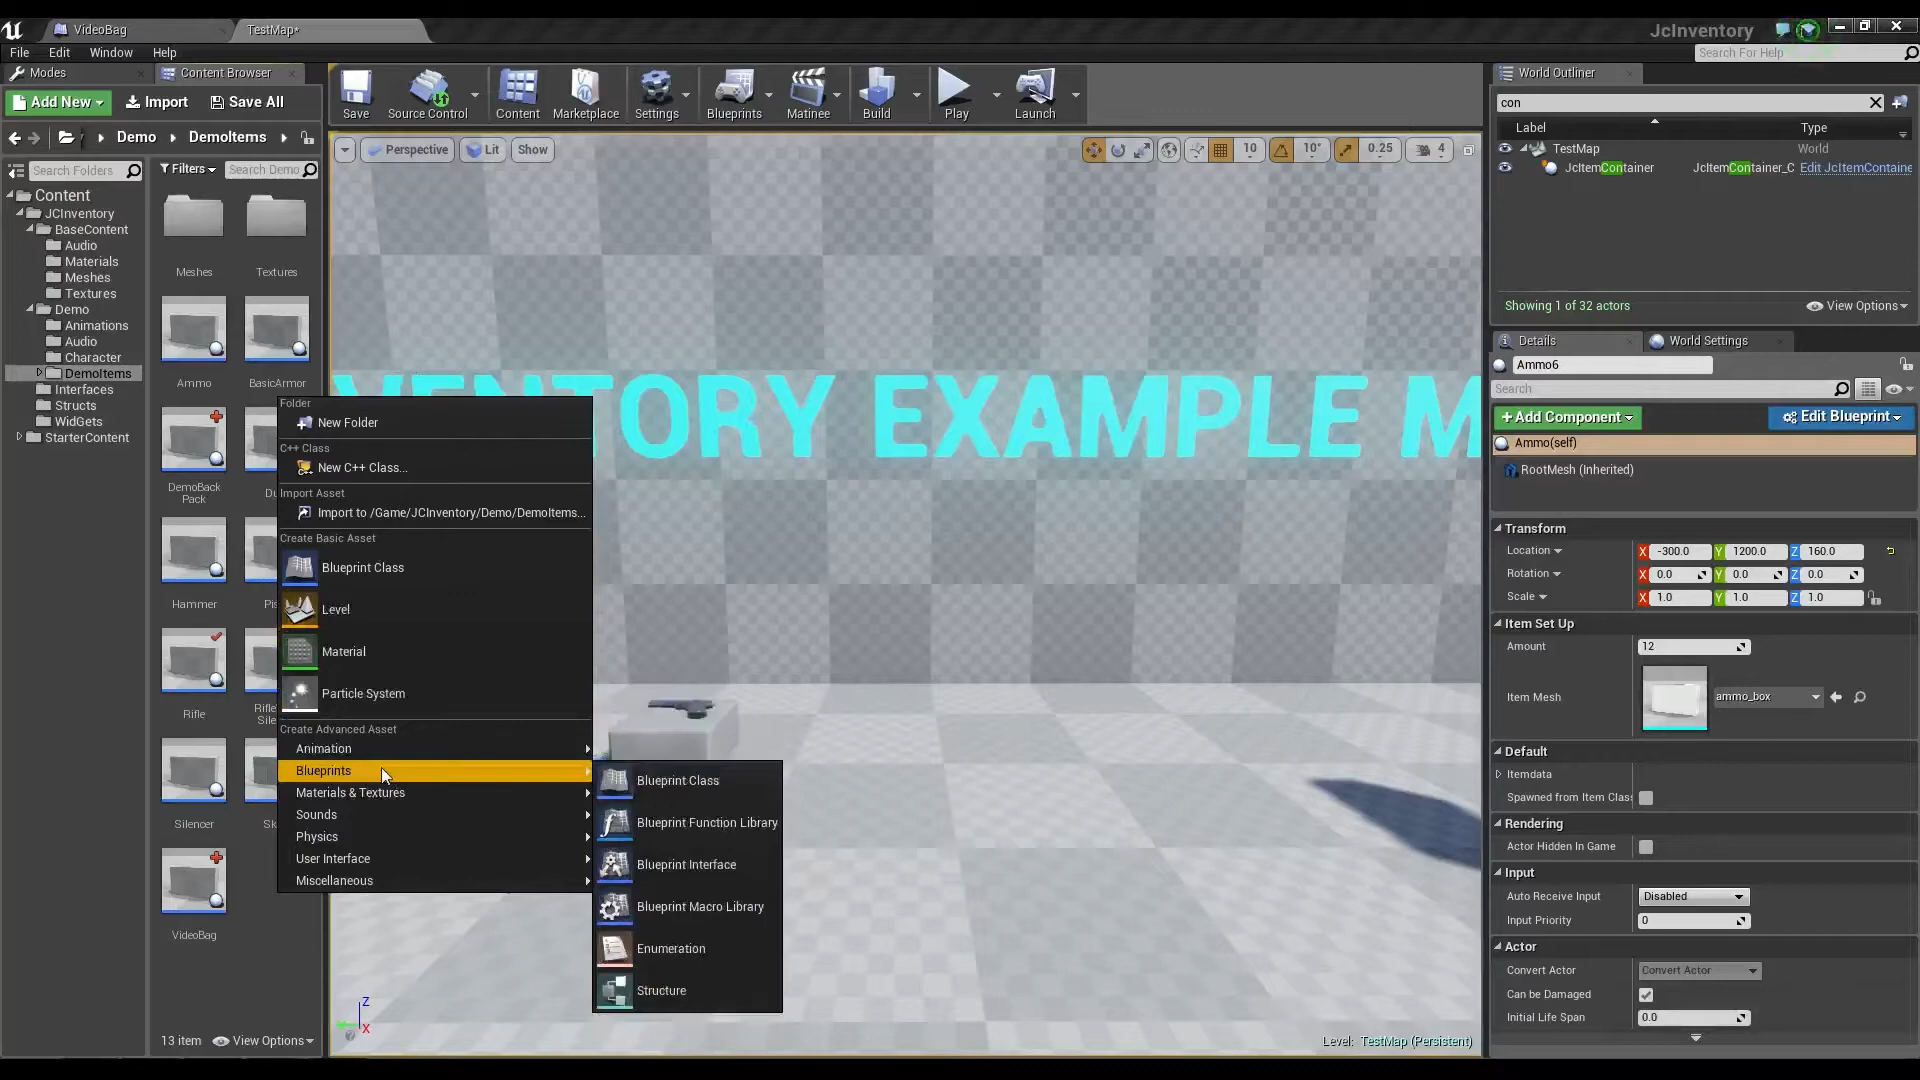 VideoBag
TestMap*
JcInventory
File Edit Window Help
Search For Help
Modes
Content Browser
Add New
Import
Save All
Demo
DemoItems
Search Folders
Filters
Search Demo
Content
JCInventory
BaseContent
Audio
Materials
Meshes
Textures
Demo
Animations
Audio
Character
DemoItems
Interfaces
Structs
WidGets
StarterContent
Meshes
Textures
Ammo
BasicArmor
DemoBack
Pack
Hammer
Rifle
Silencer
VideoBag
13 item
View Options
Save
Source Control
Content
Marketplace
Settings
Blueprints
Matinee
Build
Play
Launch
Perspective
Lit
Show
10
10°
0.25
4
VENTORY EXAMPLE M
Folder
New Folder
C++ Class
New C++ Class...
Import Asset
Import to /Game/JCInventory/Demo/DemoItems...
Create Basic Asset
Blueprint Class
Level
Material
Particle System
Create Advanced Asset
Animation
Blueprints
Materials & Textures
Sounds
Physics
User Interface
Miscellaneous
Blueprint Class
Blueprint Function Library
Blueprint Interface
Blueprint Macro Library
Enumeration
Structure
Z
X
Level: TestMap (Persistent)
World Outliner
con
Label
Type
TestMap
World
JcItemContainer
JcItemContainer_C
Edit JcItemContaine
Showing 1 of 32 actors
View Options
Details
World Settings
Ammo6
Search
+Add Component
Edit Blueprint
Ammo(self)
RootMesh (Inherited)
Transform
Location X -300.0 Y 1200.0 Z 160.0
Rotation X 0.0 Y 0.0 Z 0.0
Scale X 1.0 Y 1.0 Z 1.0
Item Set Up
Amount 12
Item Mesh ammo_box
Default
Itemdata
Spawned from Item Class
Rendering
Actor Hidden In Game
Input
Auto Receive Input Disabled
Input Priority 0
Actor
Convert Actor Convert Actor
Can be Damaged
Initial Life Span 0.0